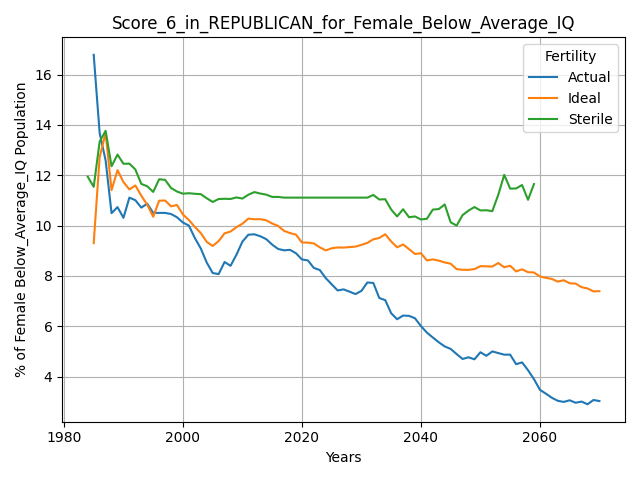 Score_6_in_REPUBLICAN_for_Female_Below_Average_IQ
% of Female Below_Average_IQ Population
16
14
12
10
8
6
4
Fertility
Actual
Ideal
Sterile
1980
2000
2020
2040
2060
Years